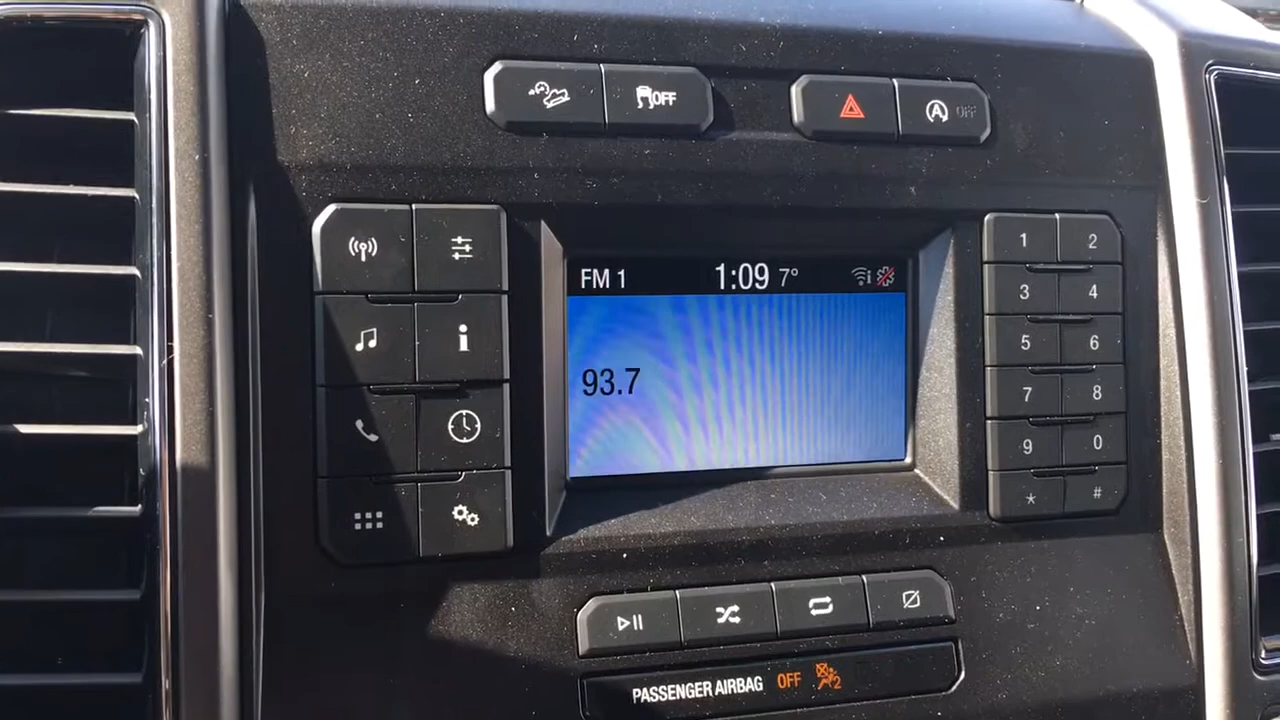 OFF
A OFF
FM 1 1:09 7°
93.7
1 2
3 4
5 6
7 8
9 0
* #
i
PASSENGER AIRBAG OFF 2